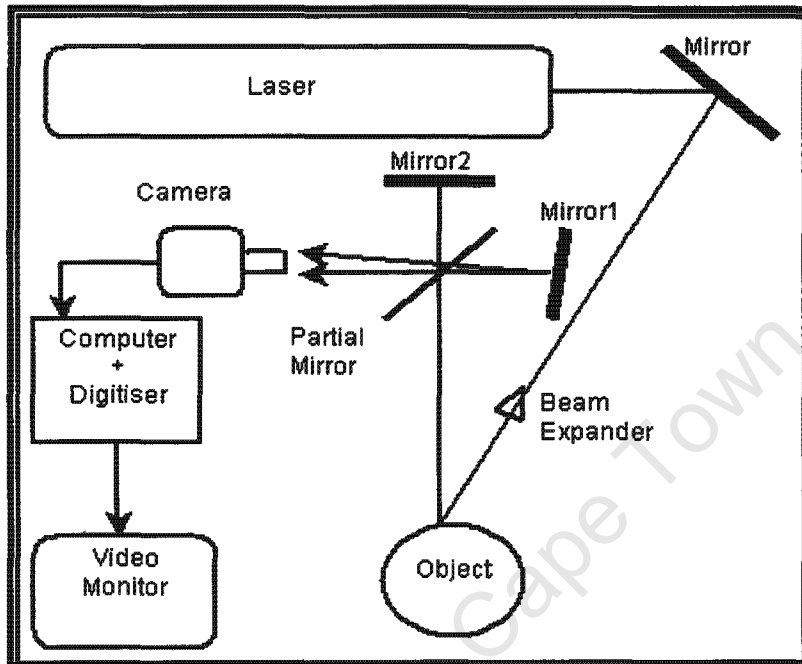 Mirror
Laser
Mirror2
Camera
Mirror1
Partial
Mirror
Computer
+
Digitiser
Beam
Expander
Video
Monitor
Object
Cape Town